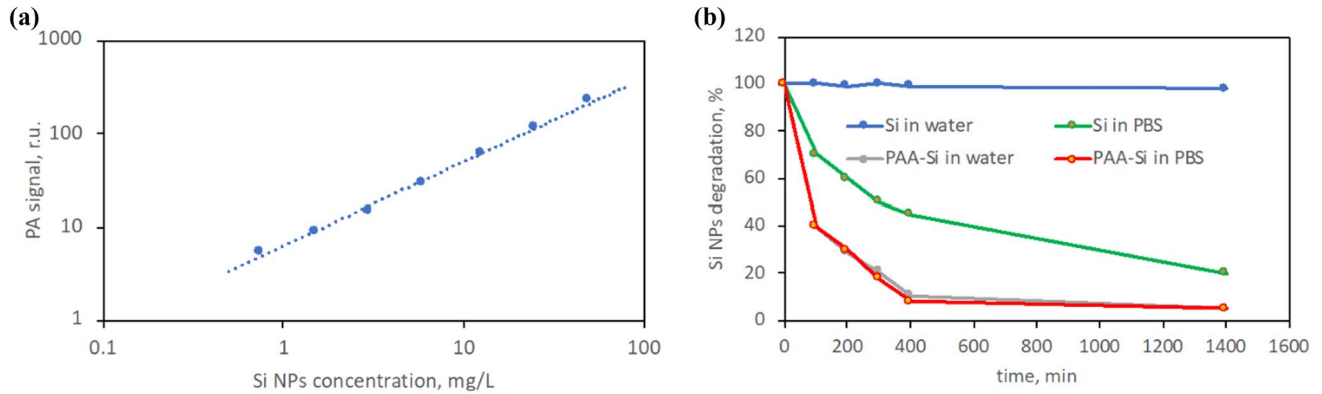 (a)
1000
100
10
1
PA signal, r.u.
0.1 1 10 100
Si NPs concentration, mg/L
(b)
120
100
80
60
40
20
0
Si NPs degradation, %
Si in water Si in PBS
PAA-Si in water PAA-Si in PBS
0 200 400 600 800 1000 1200 1400 1600
time, min